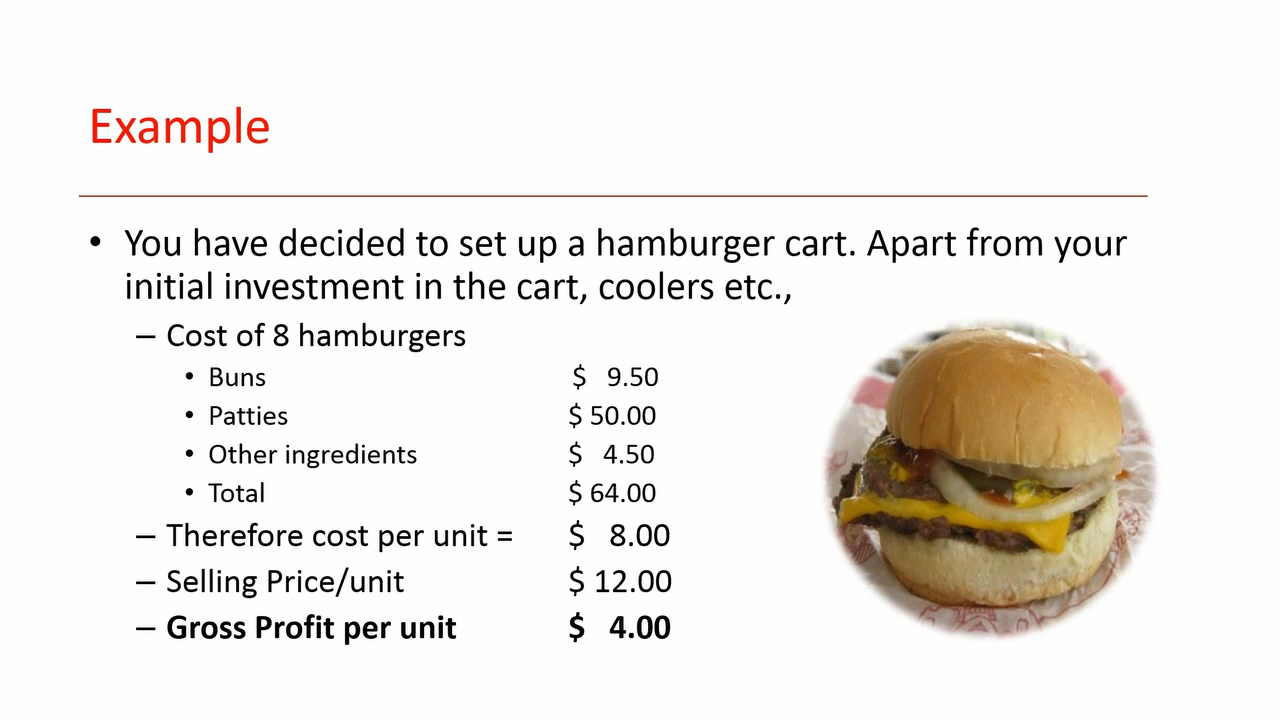 Example
• You have decided to set up a hamburger cart. Apart from your
initial investment in the cart, coolers etc.,
– Cost of 8 hamburgers
• Buns $ 9.50
• Patties $ 50.00
• Other ingredients $ 4.50
• Total $ 64.00
– Therefore cost per unit = $ 8.00
– Selling Price/unit $ 12.00
– Gross Profit per unit $ 4.00